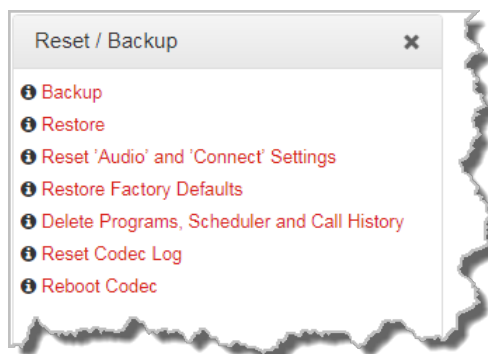 Reset / Backup
Backup
Restore
Reset 'Audio' and 'Connect' Settings
Restore Factory Defaults
Delete Programs, Scheduler and Call History
Reset Codec Log
Reboot Codec